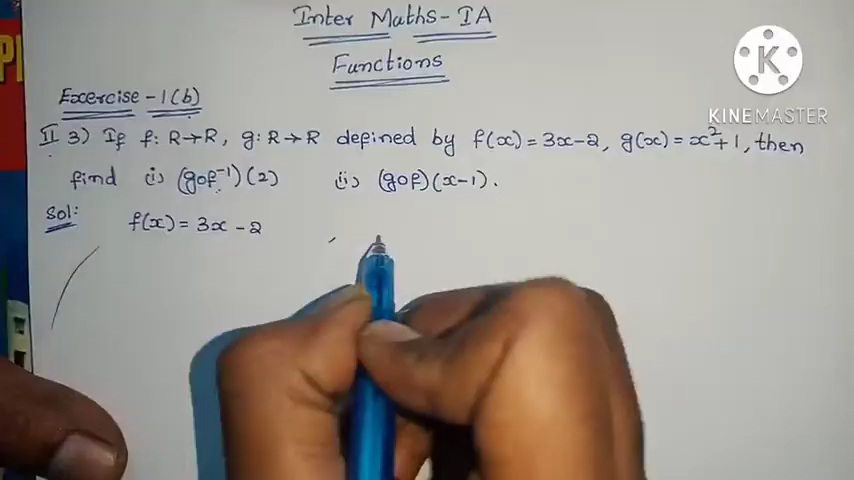 Inter Maths - IA
Functions
K
KINEMASTER
Exercise - 1(b)
II 3) If f: R→R, g: R→R defined by f(x) = 3x-2, g(x) = x²+1, then
find (i) (gof⁻¹)(2) (ii) (gof)(x-1).
Sol: f(x) = 3x - 2